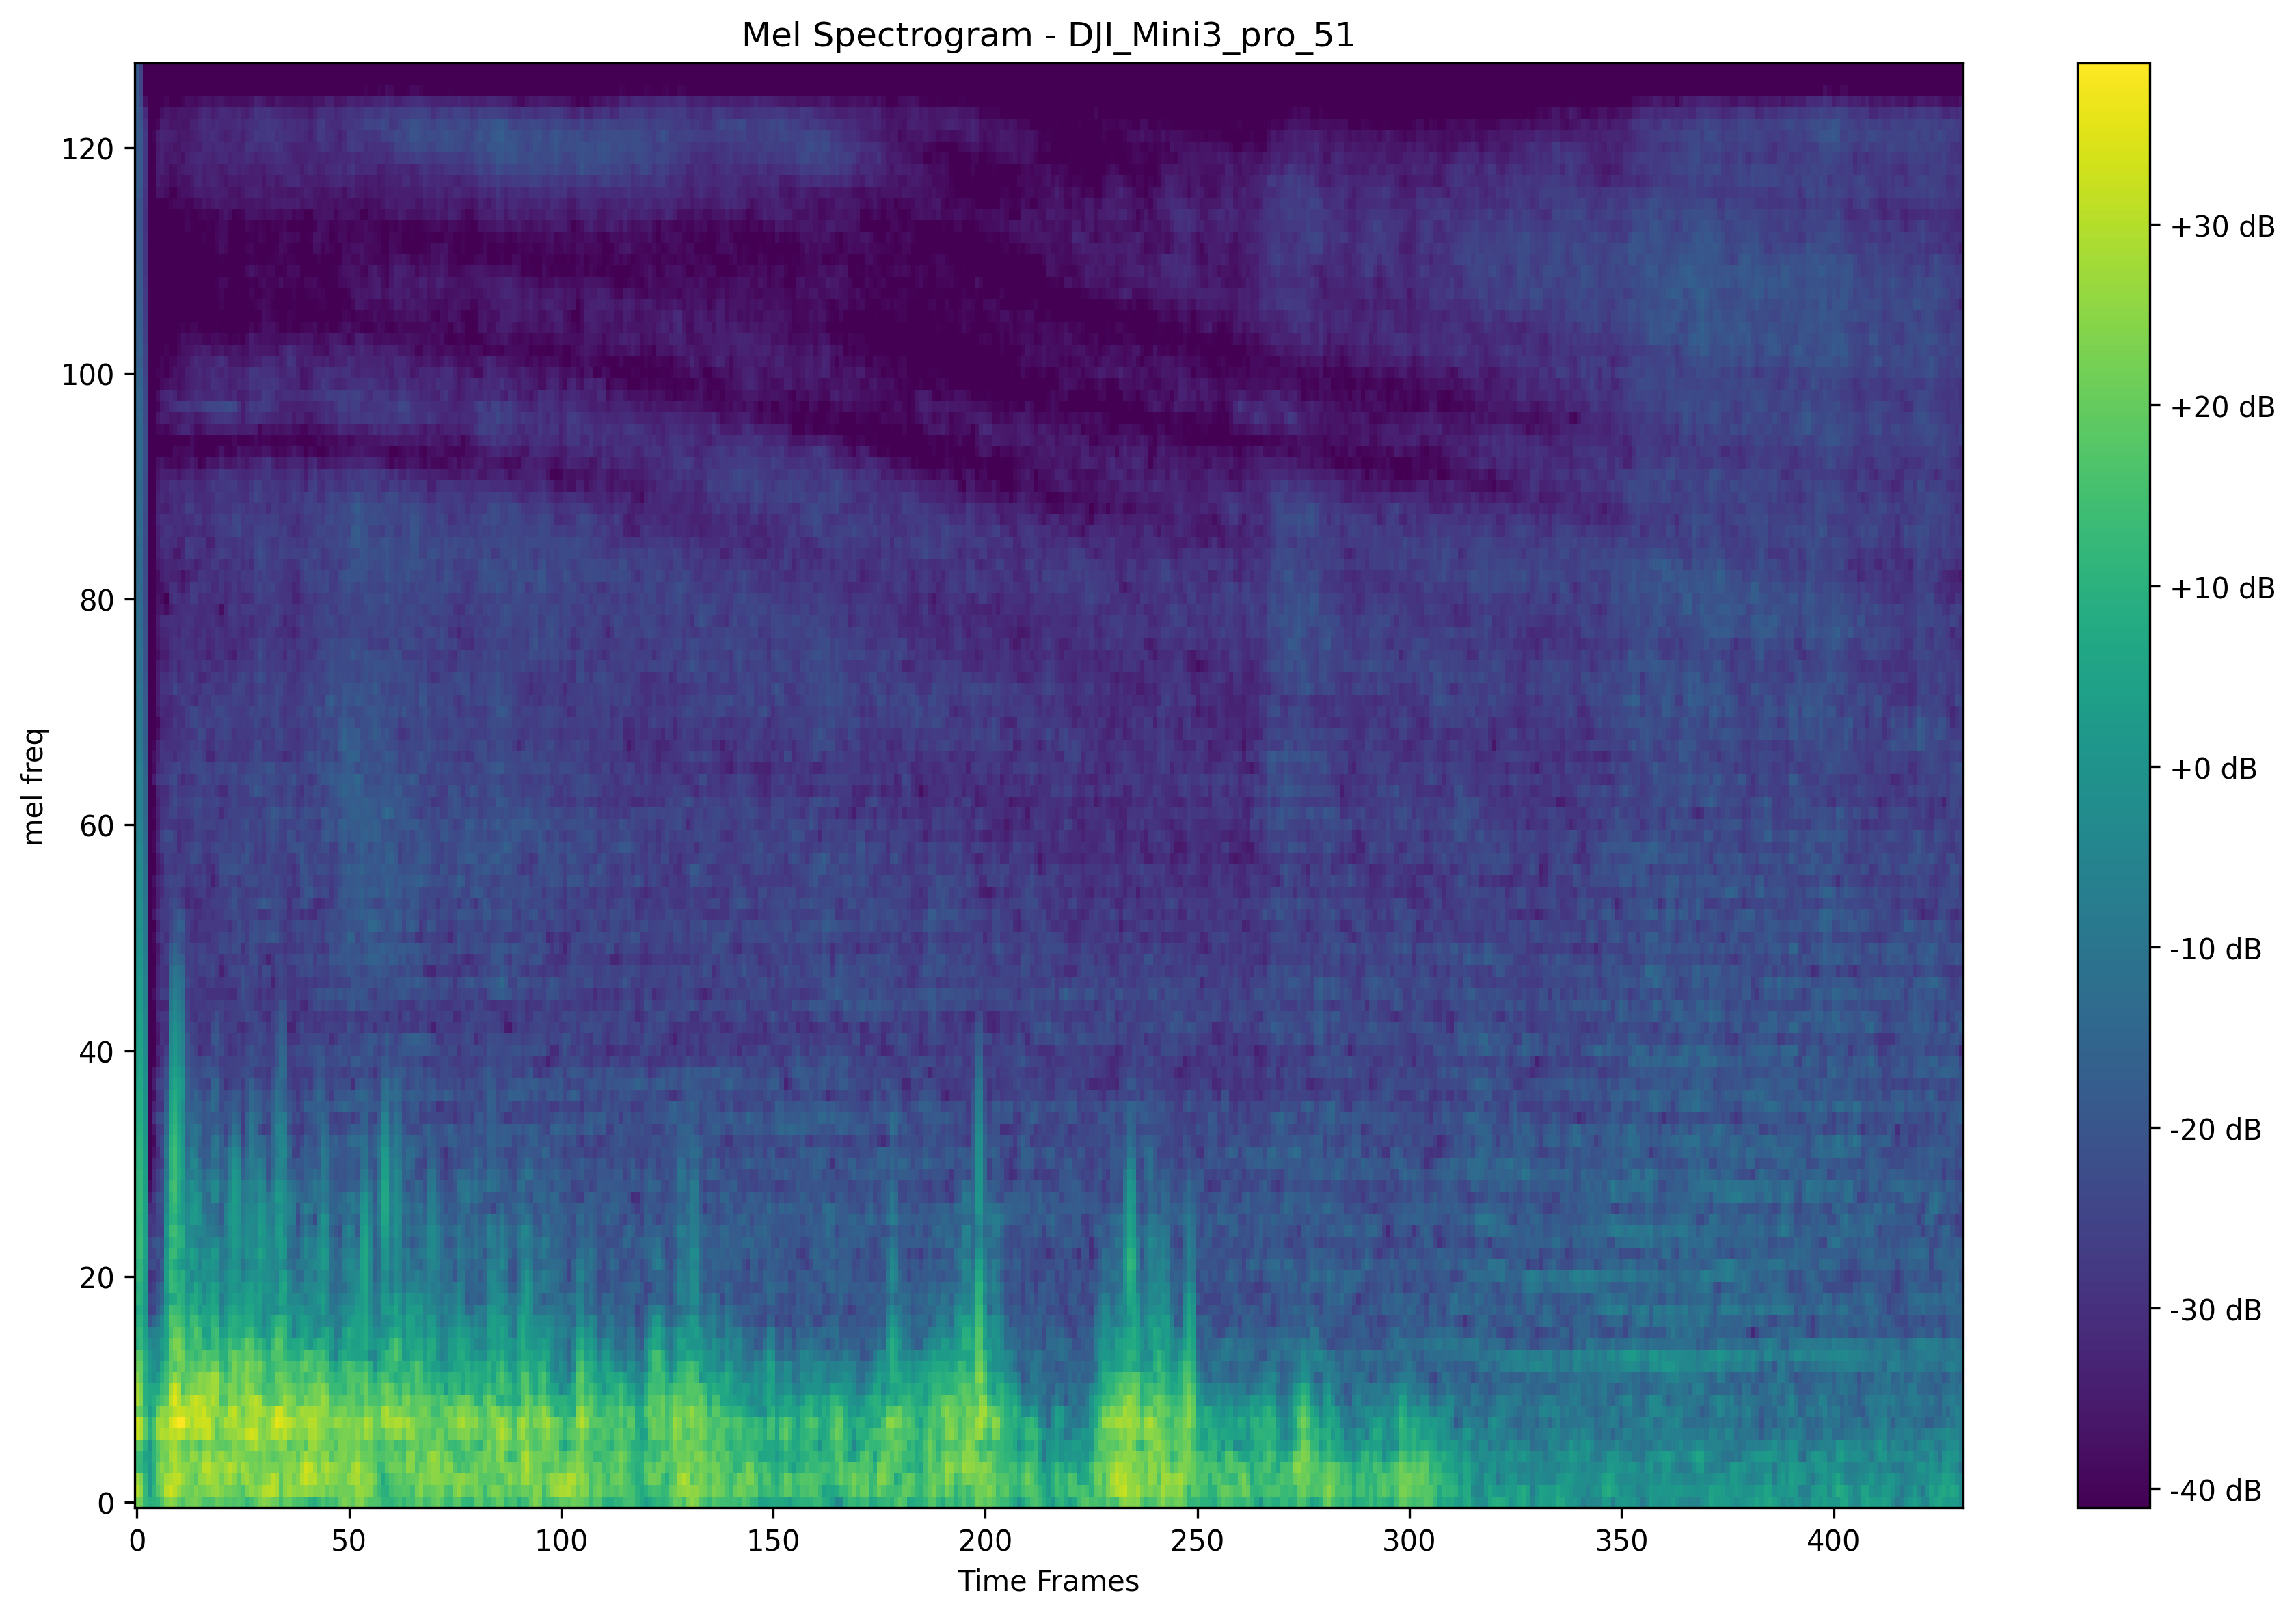 Mel Spectrogram - DJI_Mini3_pro_51
120
100
80
60
40
20
0
mel freq
0 50 100 150 200 250 300 350 400
Time Frames
+30 dB
+20 dB
+10 dB
+0 dB
-10 dB
-20 dB
-30 dB
-40 dB